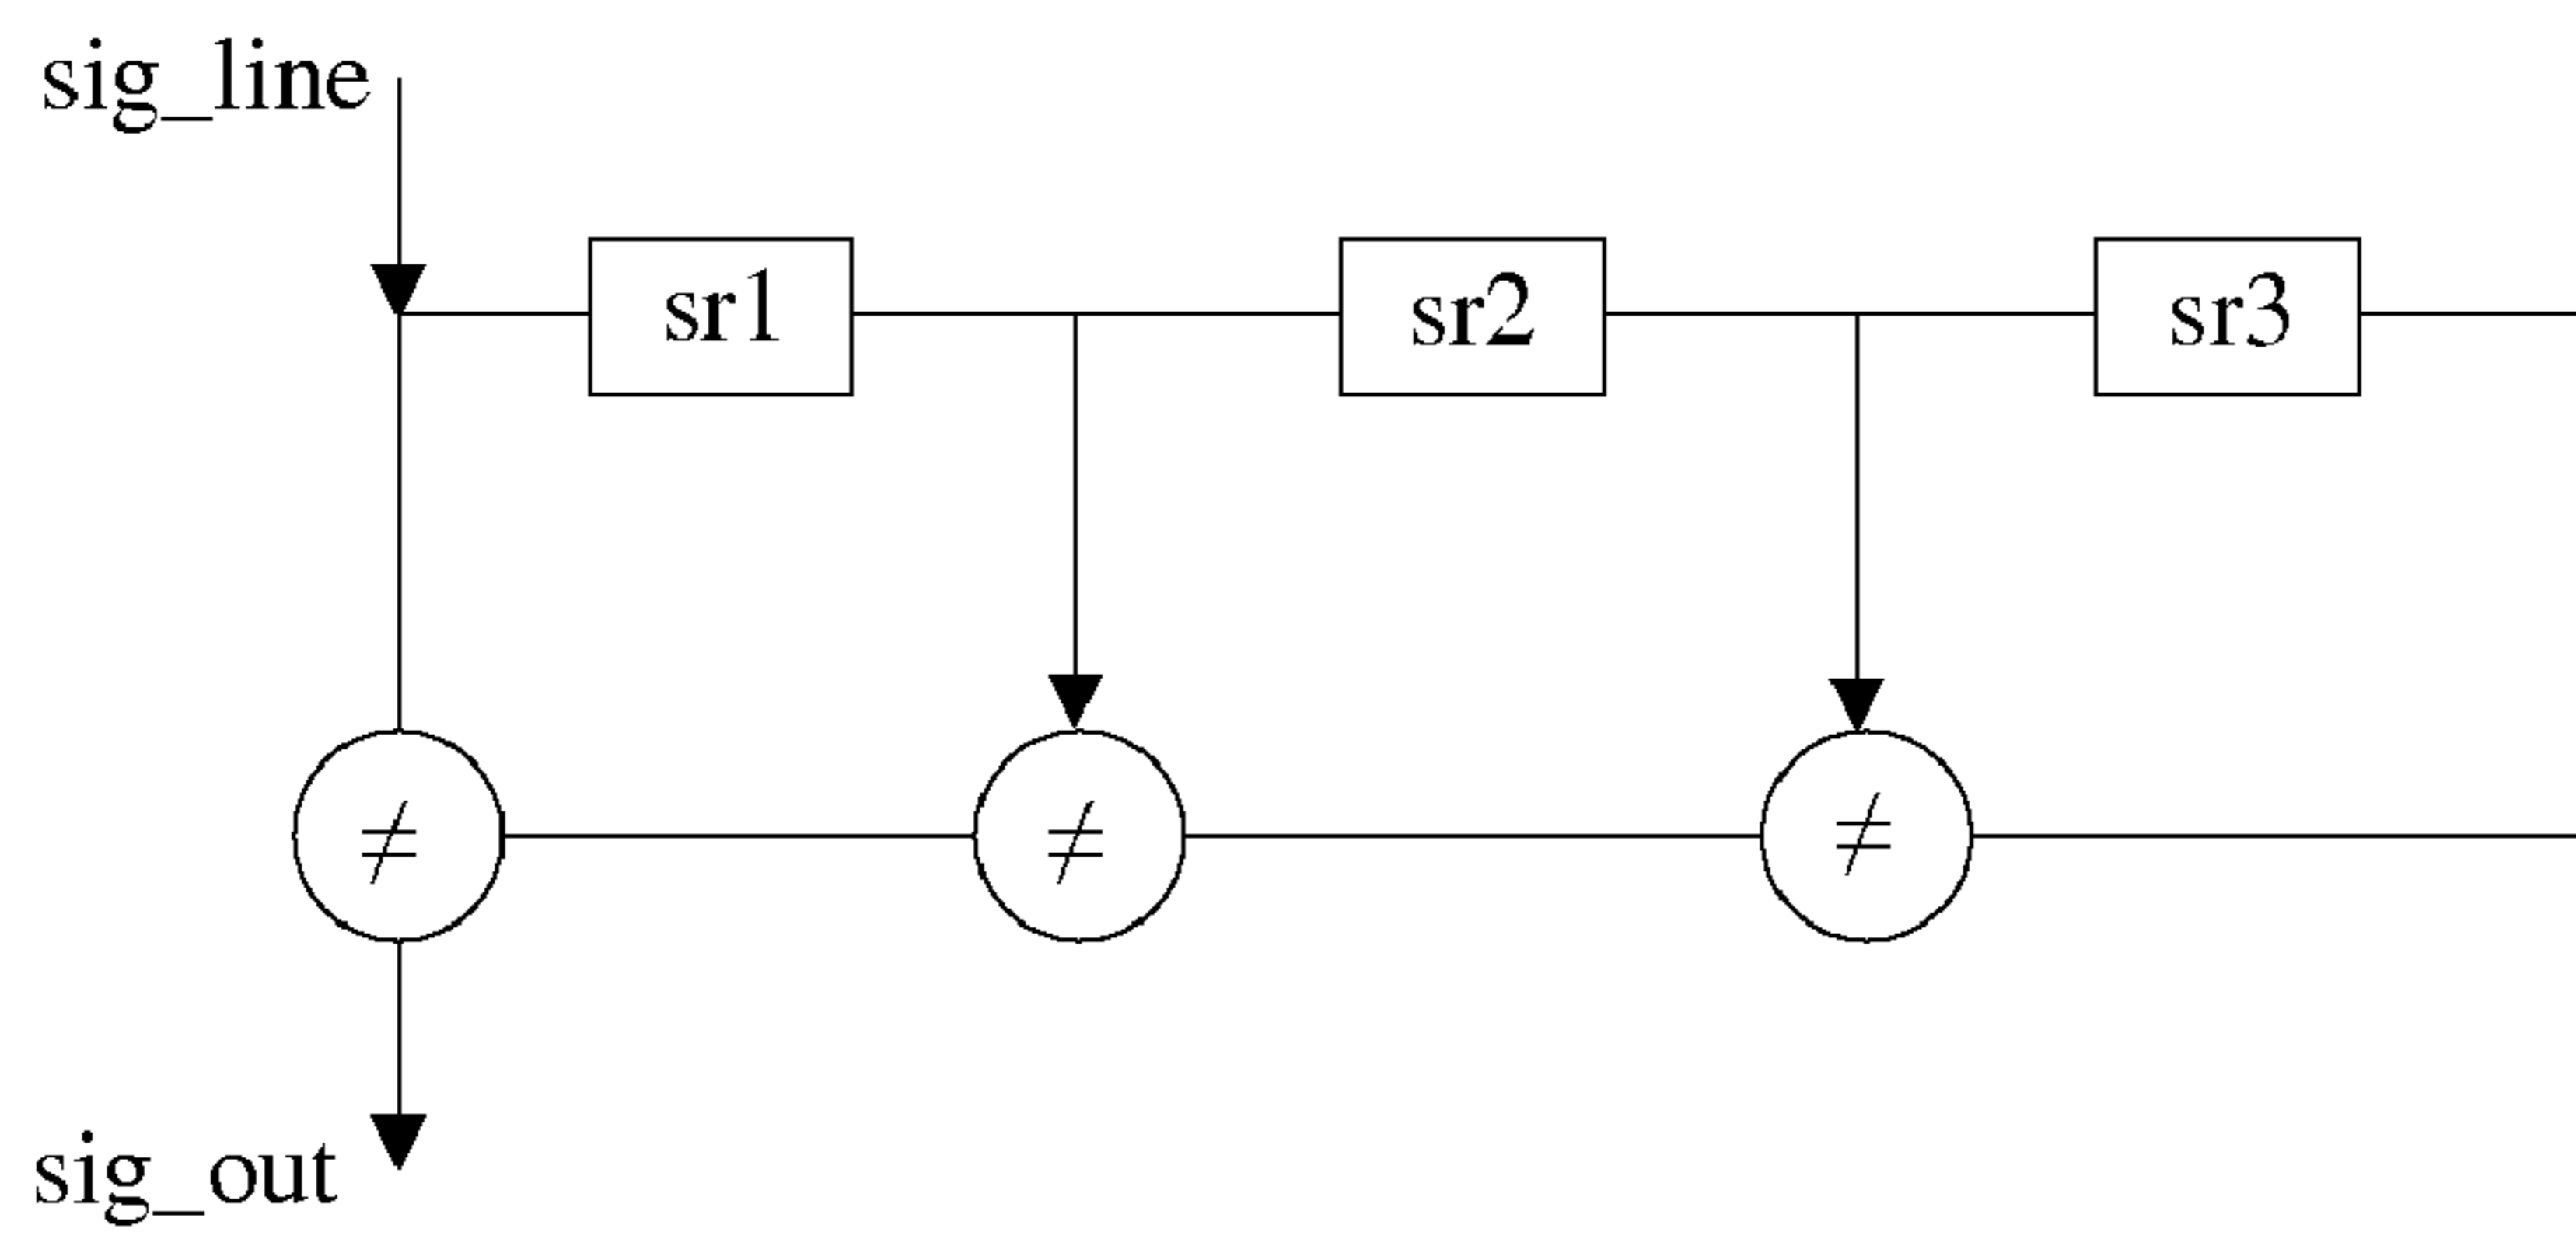 sig_line
sr1
sr2
sr3
≠
≠
≠
sig_out